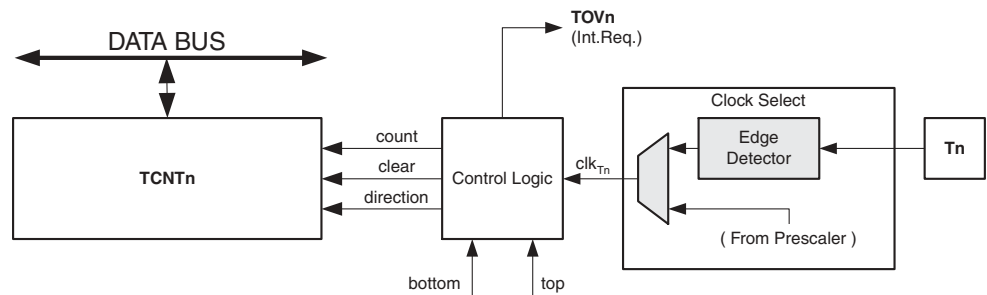 TOVn
(Int.Req.)
DATA BUS
Clock Select
count
Edge
Detector
Tn
TCNTn
clear
Control Logic
clkTn
direction
( From Prescaler )
bottom
top